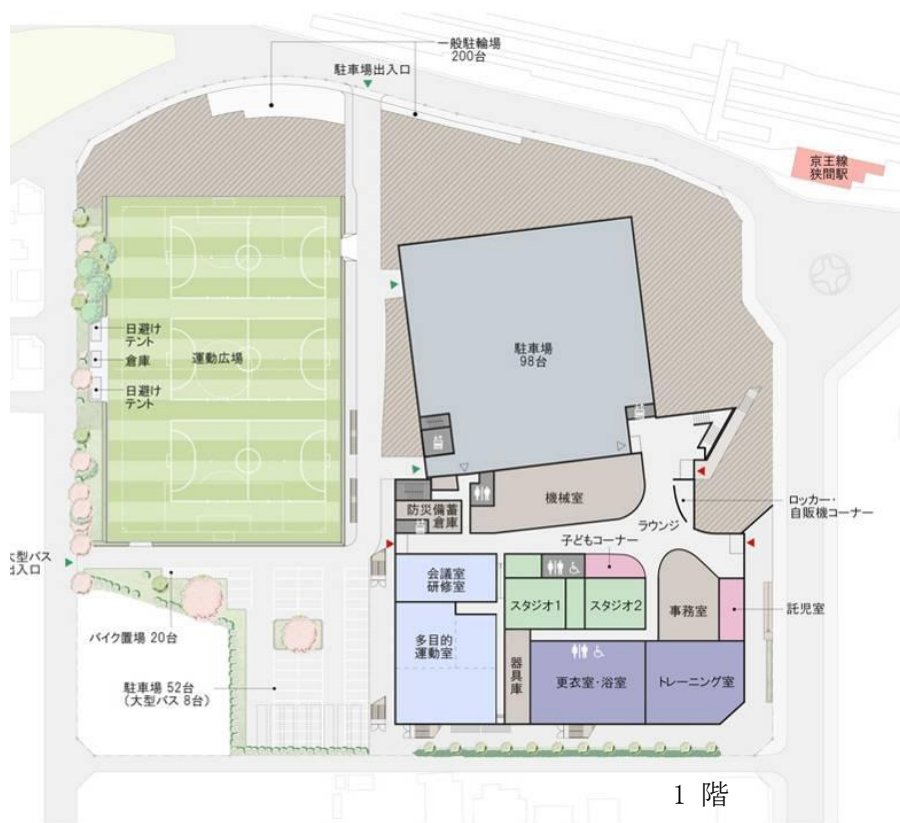 一般駐輪場
200台
駐車場出入口
京王線
狭間駅
日避け
テント
倉庫
運動広場
日避け
テント
駐車場
98台
機械室
防災備蓄
倉庫
ロッカー・
自販機コーナー
ラウンジ
子どもコーナー
大型バス
出入口
会議室
研修室
スタジオ1
スタジオ2
事務室
託児室
バイク置場 20台
多目的
運動室
器具庫
更衣室・浴室
トレーニング室
駐車場 52台
(大型バス 8台)
1 階